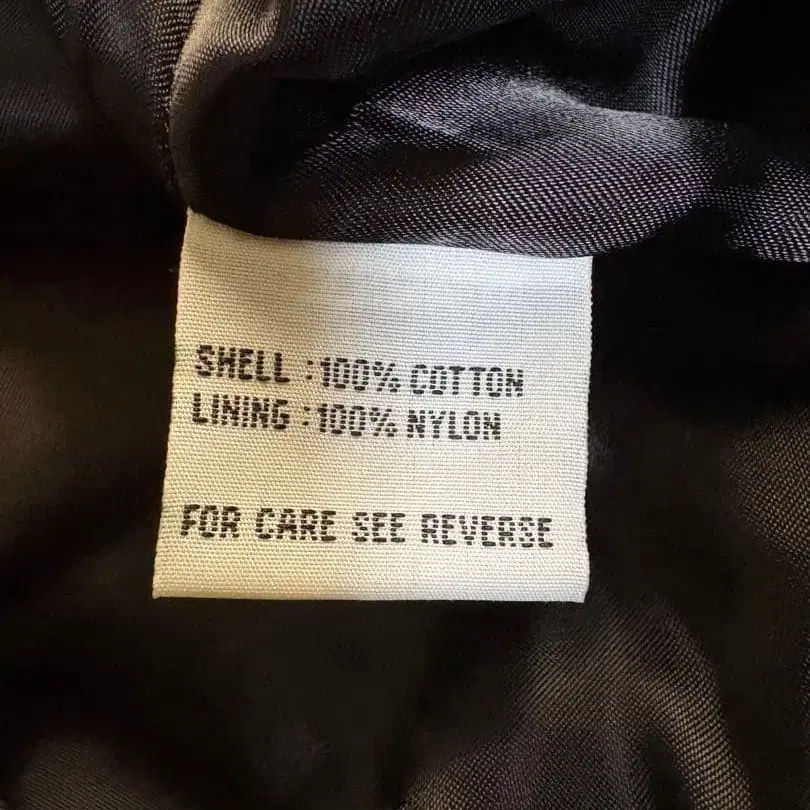 SHELL :100% COTTON
LINING :100% NYLON
FOR CARE SEE REVERSE